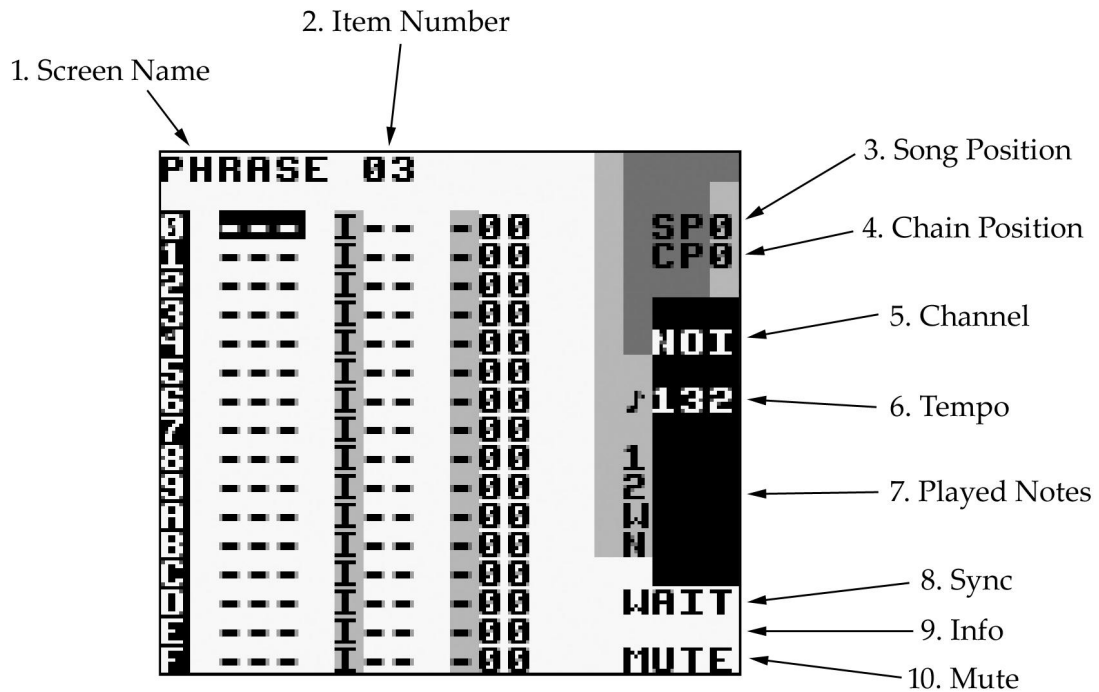 2. Item Number
1. Screen Name
PHRASE 03
3. Song Position
0 --- I-- -00 SP0
4. Chain Position
1 --- I-- -00 CP0
2 --- I-- -00
3 --- I-- -00
5. Channel
4 --- I-- -00 NOI
5 --- I-- -00
6 --- I-- -00 ♪132
6. Tempo
7 --- I-- -00
8 --- I-- -00 1
9 --- I-- -00 2
7. Played Notes
A --- I-- -00 W
B --- I-- -00 N
C --- I-- -00
8. Sync
D --- I-- -00 WAIT
E --- I-- -00
9. Info
F --- I-- -00 MUTE
10. Mute